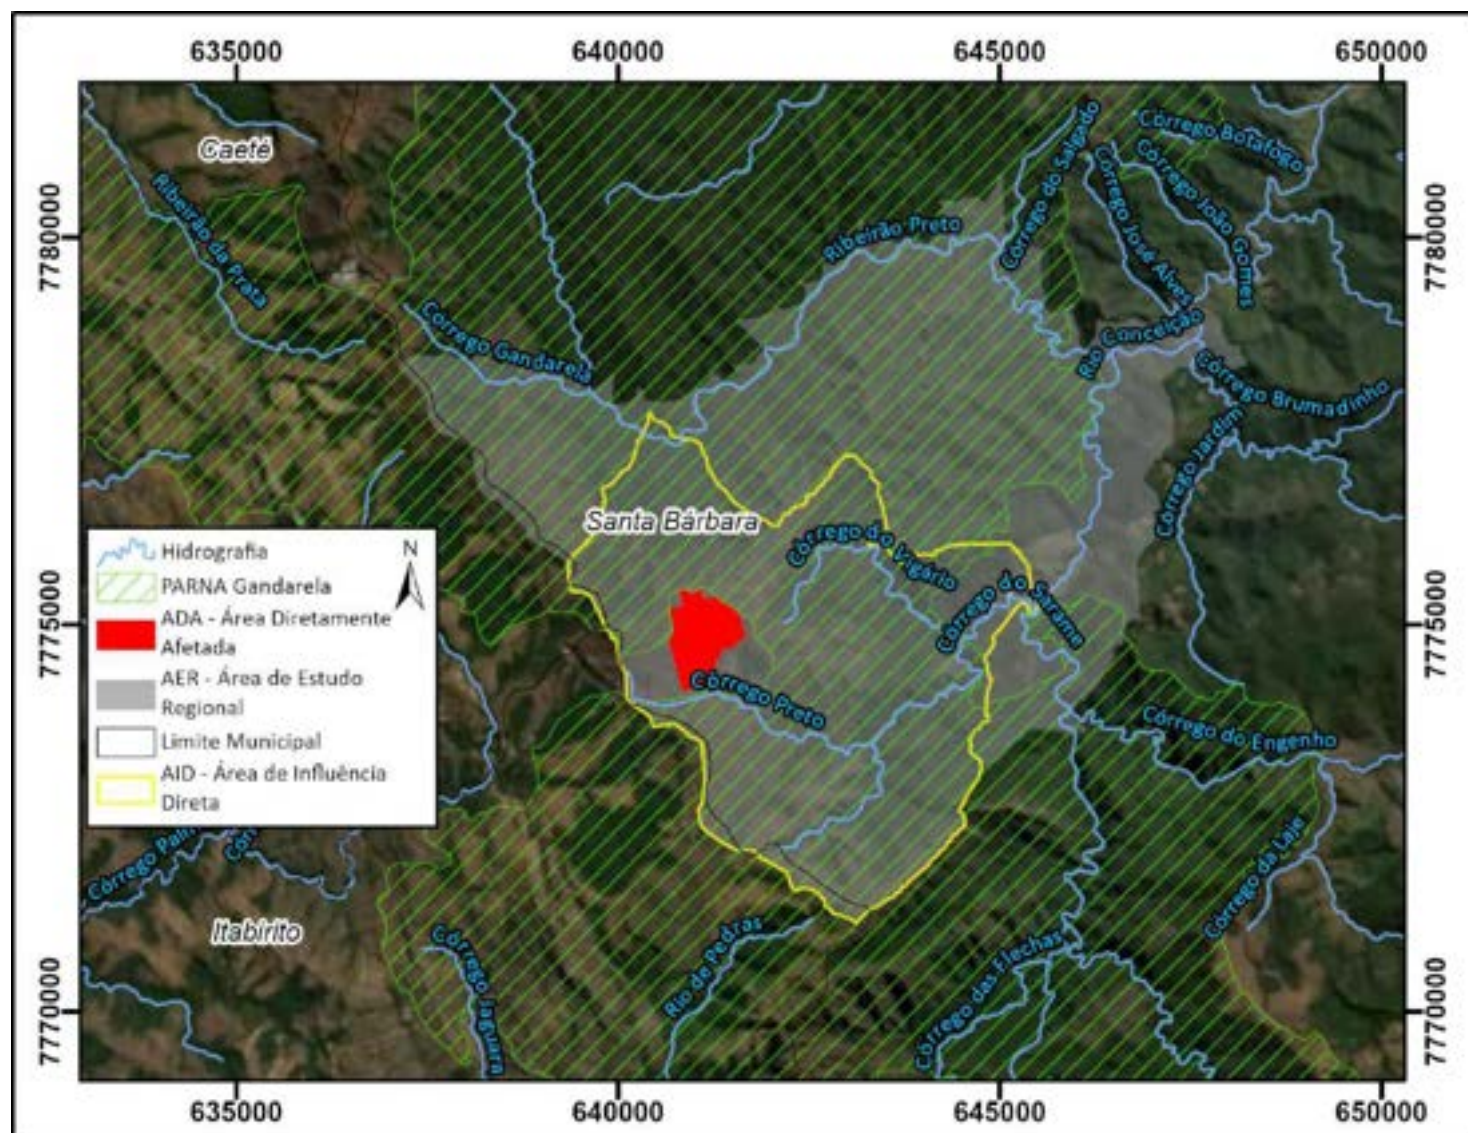 635000
640000
645000
650000
Caeté
Córrego do Salgado
Córrego Botafogo
Córrego João Gomes
Córrego José Alves
7780000
Ribeirão da Prata
Ribeirão Preto
7780000
Córrego Gandarela
Rio Conceição
Córrego Brumadinho
Córrego Jardim
Santa Bárbara
Córrego do Vigário
Hidrografia
N
PARNA Gandarela
ADA - Área Diretamente
Afetada
AER - Área de Estudo
Regional
Limite Municipal
AID - Área de Influência
Direta
7775000
Córrego do Sarame
7775000
Córrego Preto
Córrego do Engenho
Córrego Palm
Cór
Córrego da Laje
Itabirito
Córrego Jaguara
Rio de Pedras
Córrego das Flechas
7770000
7770000
635000
640000
645000
650000